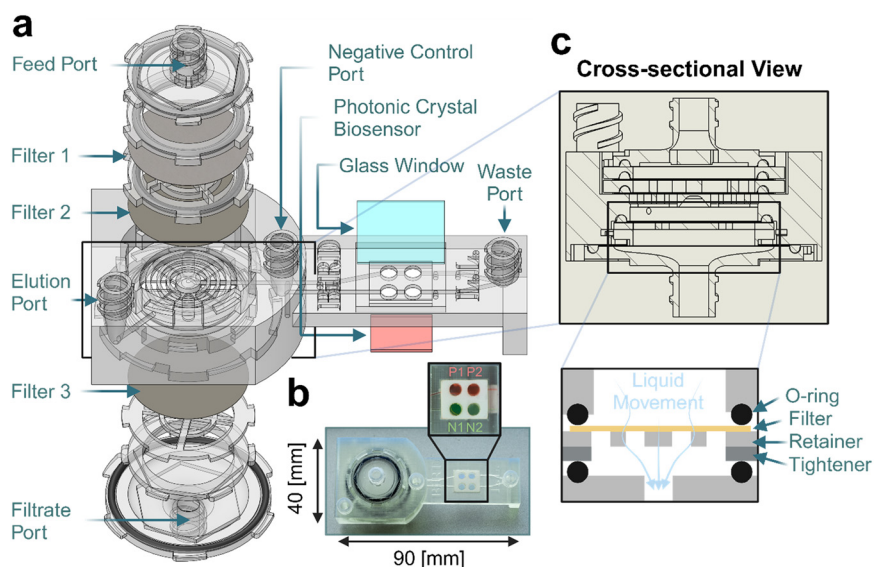 a
Feed Port
Filter 1
Filter 2
Elution
Port
Filter 3
Filtrate
Port
Negative Control
Port
Photonic Crystal
Biosensor
Glass Window
Waste
Port
b
P1 P2
N1 N2
40 [mm]
90 [mm]
c
Cross-sectional View
Liquid
Movement
O-ring
Filter
Retainer
Tightener